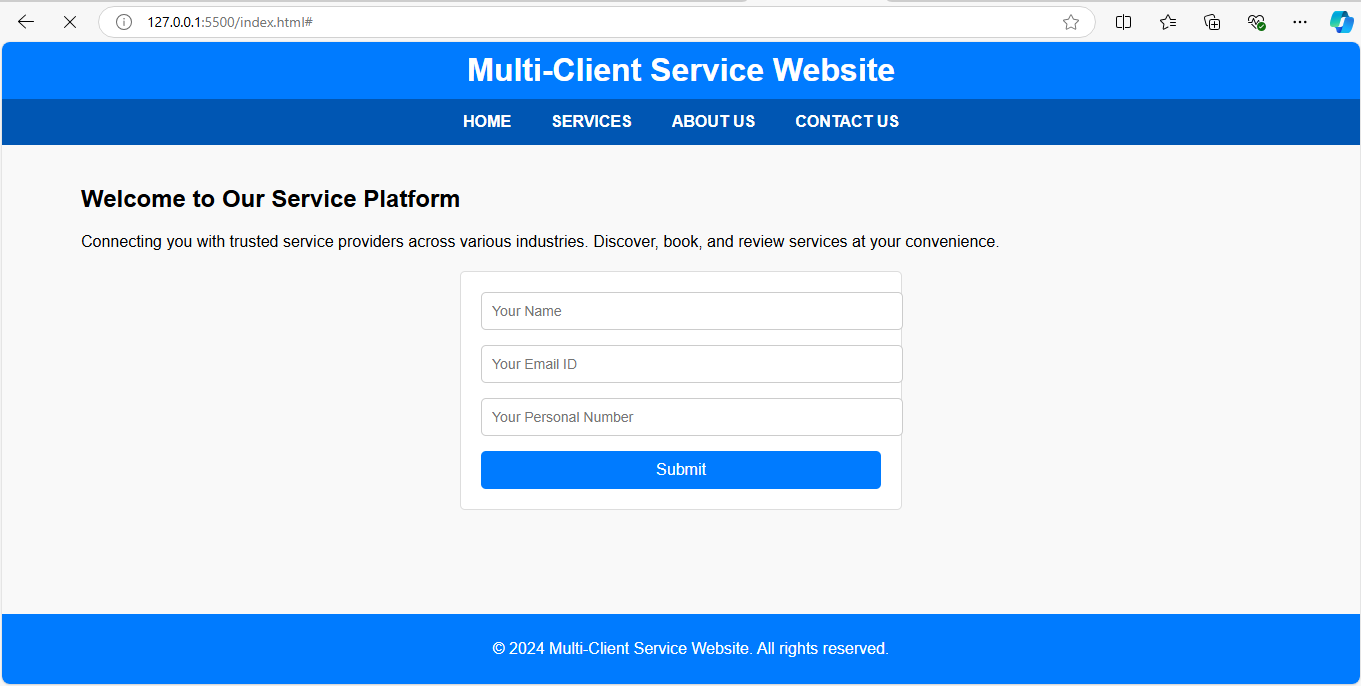 127.0.0.1:5500/index.html#
Multi-Client Service Website
HOME SERVICES ABOUT US CONTACT US
Welcome to Our Service Platform
Connecting you with trusted service providers across various industries. Discover, book, and review services at your convenience.
Your Name
Your Email ID
Your Personal Number
Submit
© 2024 Multi-Client Service Website. All rights reserved.